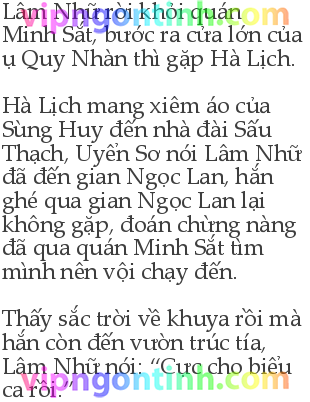 Lâm Nhữ rời khỏi quán
Minh Sắt, bước ra cửa lớn của
ụ Quy Nhàn thì gặp Hà Lịch.
Hà Lịch mang xiêm áo của
Sùng Huy đến nhà đài Sấu
Thạch, Uyển Sơ nói Lâm Nhữ
đã đến gian Ngọc Lan, hắn
ghé qua gian Ngọc Lan lại
không gặp, đoán chừng nàng
đã qua quán Minh Sắt tìm
mình nên vội chạy đến.
Thấy sắc trời về khuya rồi mà
hắn còn đến vườn trúc tía,
Lâm Nhữ nói: “Cực cho biểu
ca rồi.”
vipngontinh.com
vipngontinh.com